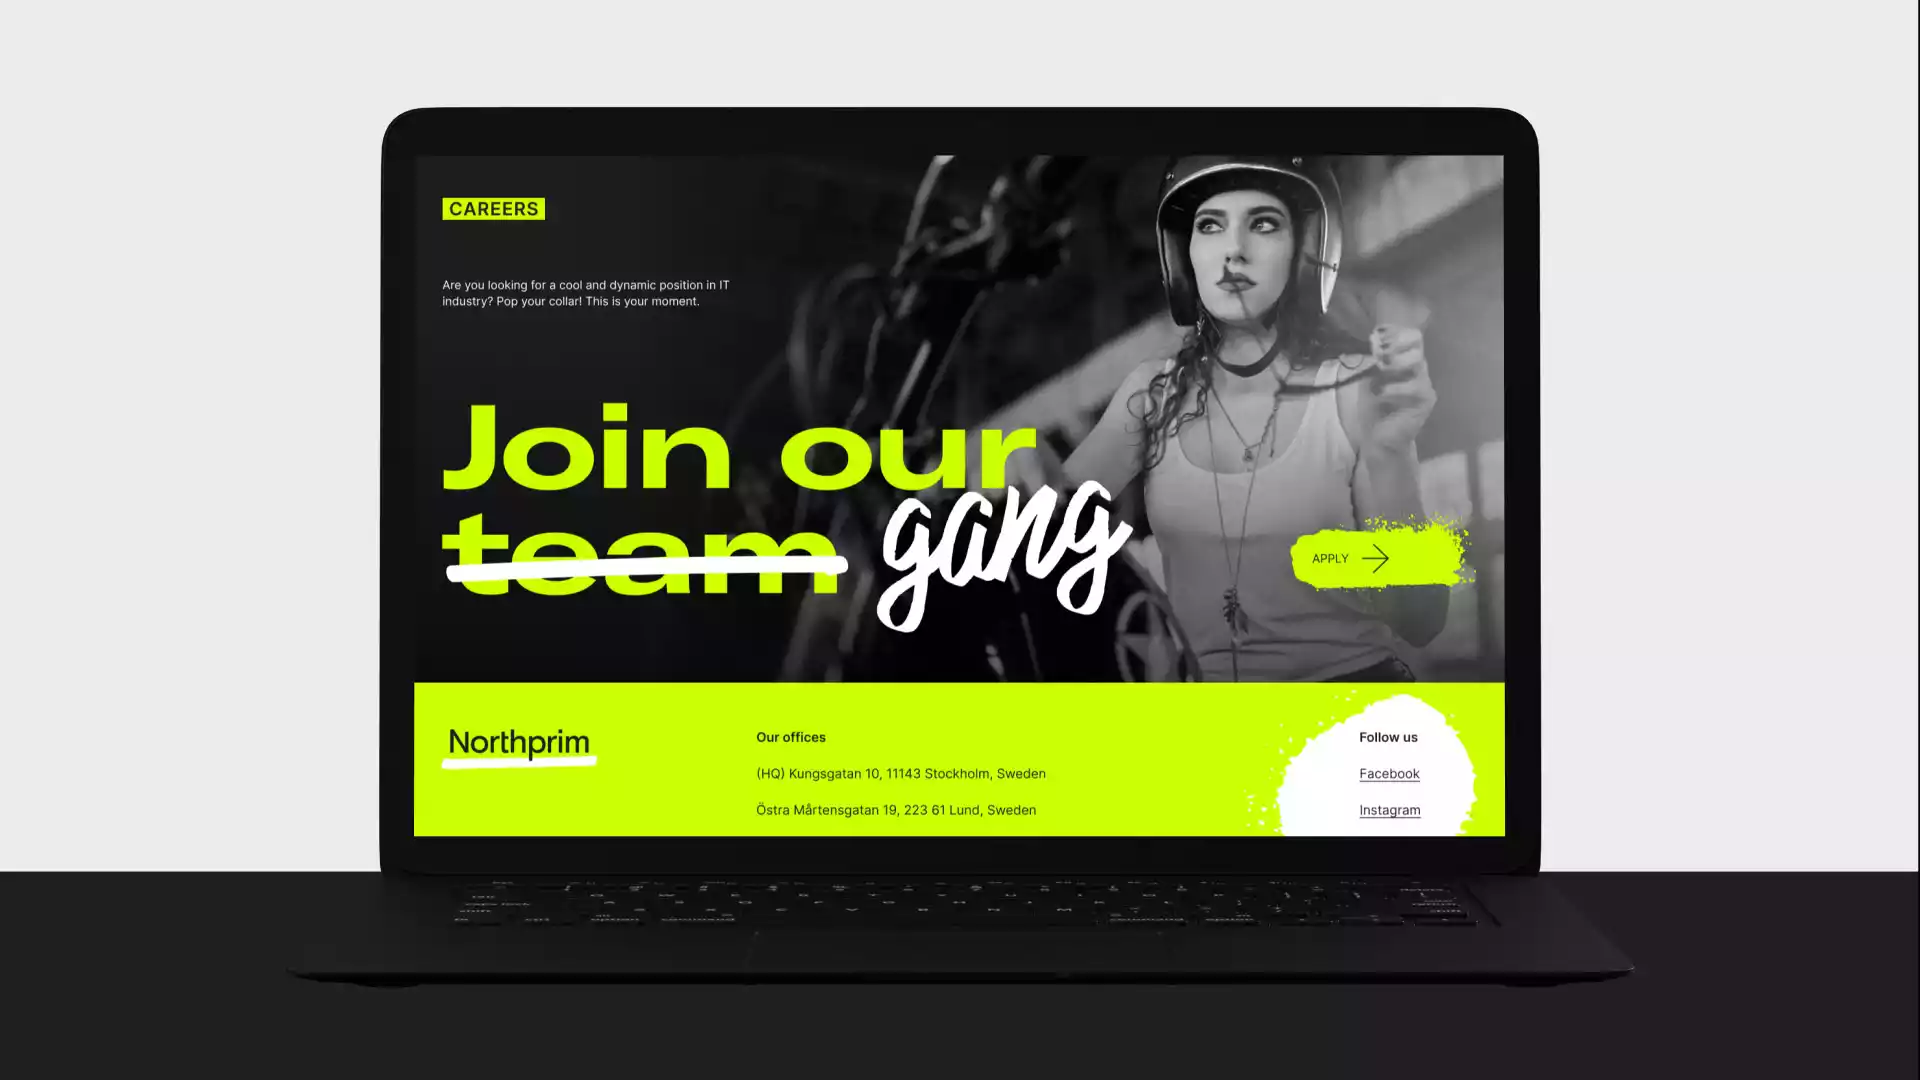 CAREERS
Are you looking for a cool and dynamic position in IT
industry? Pop your collar! This is your moment.
Join our
team gang
APPLY
Northprim
Our offices
(HQ) Kungsgatan 10, 11143 Stockholm, Sweden
Östra Mårtensgatan 19, 223 61 Lund, Sweden
Follow us
Facebook
Instagram